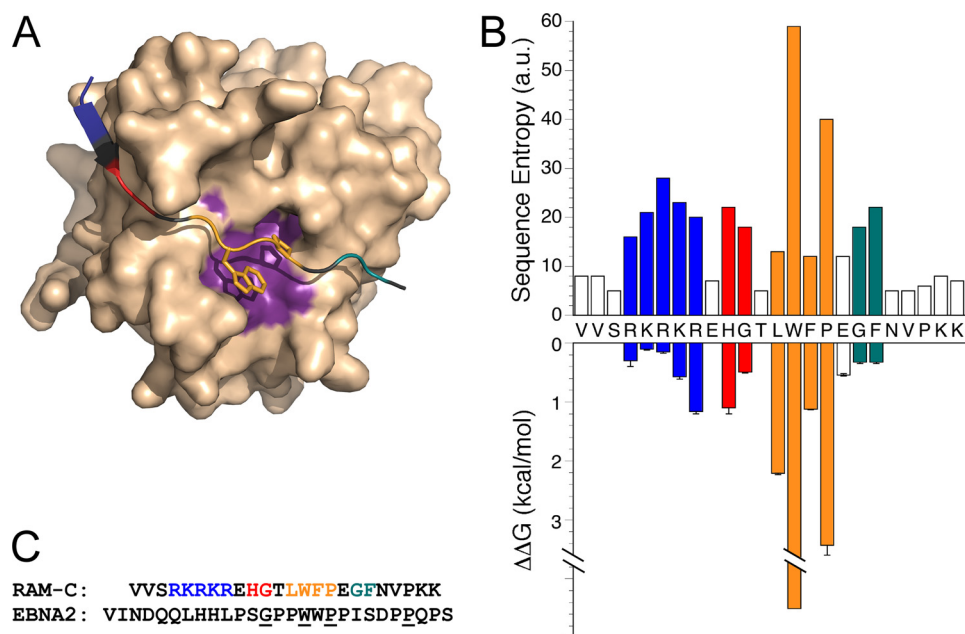 A
B
Sequence Entropy (a.u.)
60
50
40
30
20
10
0
VVSRKRKREHGTLWFPEGFNVPKK
0
1
2
3
ΔΔG (kcal/mol)
C
RAM-C: VVSRKRKREHGTLWFPEGFNVPKK
EBNA2: VINDQQLHHLPSGPPWWPPISDPPQPS